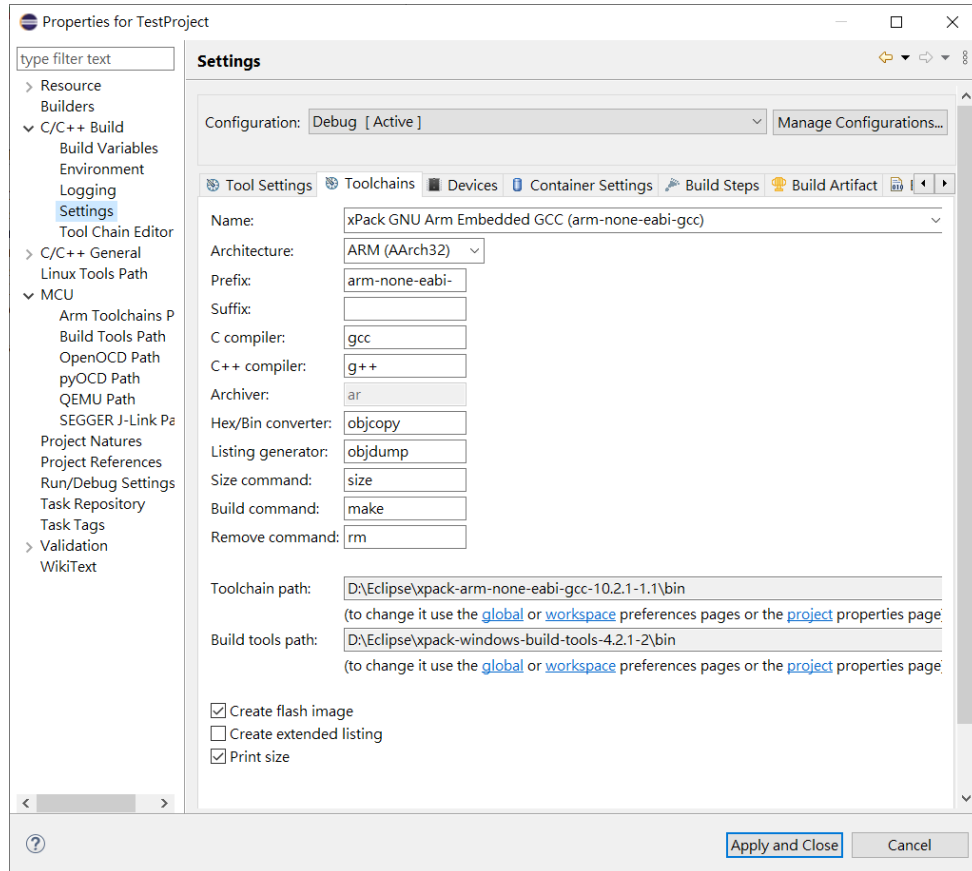 Properties for TestProject
type filter text
Resource
Builders
C/C++ Build
Build Variables
Environment
Logging
Settings
Tool Chain Editor
C/C++ General
Linux Tools Path
MCU
Arm Toolchains P
Build Tools Path
OpenOCD Path
pyOCD Path
QEMU Path
SEGGER J-Link Pa
Project Natures
Project References
Run/Debug Settings
Task Repository
Task Tags
Validation
WikiText
Settings
Configuration: Debug [ Active ] Manage Configurations...
Tool Settings Toolchains Devices Container Settings Build Steps Build Artifact
Name: xPack GNU Arm Embedded GCC (arm-none-eabi-gcc)
Architecture: ARM (AArch32)
Prefix: arm-none-eabi-
Suffix:
C compiler: gcc
C++ compiler: g++
Archiver: ar
Hex/Bin converter: objcopy
Listing generator: objdump
Size command: size
Build command: make
Remove command: rm
Toolchain path: D:\Eclipse\xpack-arm-none-eabi-gcc-10.2.1-1.1\bin
(to change it use the global or workspace preferences pages or the project properties page
Build tools path: D:\Eclipse\xpack-windows-build-tools-4.2.1-2\bin
(to change it use the global or workspace preferences pages or the project properties page
Create flash image
Create extended listing
Print size
Apply and Close Cancel